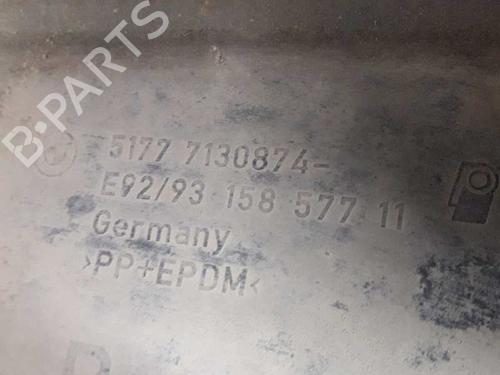 B-PARTS
5177 7130874-
E92/93 158 577 11
Germany
>PP+EPDM<